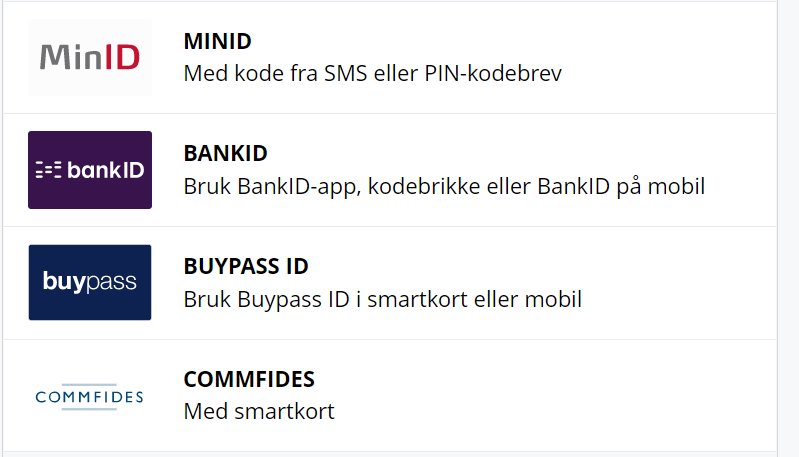 MinID
MINID
Med kode fra SMS eller PIN-kodebrev
bankID
BANKID
Bruk BankID-app, kodebrikke eller BankID på mobil
buypass
BUYPASS ID
Bruk Buypass ID i smartkort eller mobil
COMMFIDES
COMMFIDES
Med smartkort